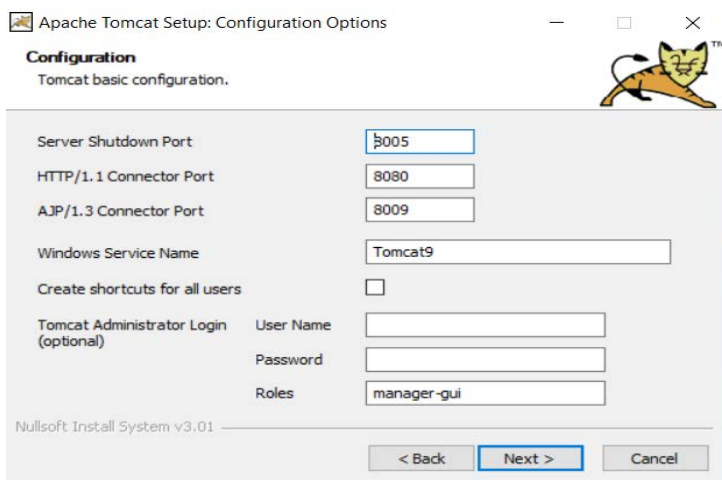 Apache Tomcat Setup: Configuration Options
Configuration
Tomcat basic configuration.
TM
Server Shutdown Port 8005
HTTP/1.1 Connector Port 8080
AJP/1.3 Connector Port 8009
Windows Service Name Tomcat9
Create shortcuts for all users
Tomcat Administrator Login User Name
(optional)
Password
Roles manager-gui
Nullsoft Install System v3.01
< Back Next > Cancel